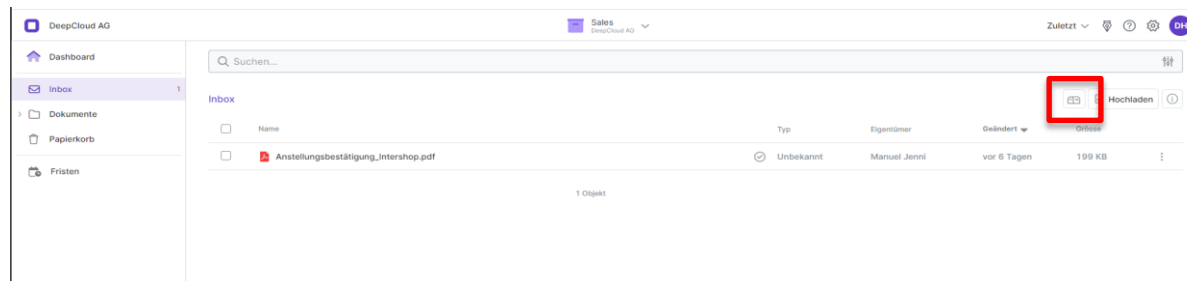 DeepCloud AG
Sales
DeepCloud AG
Zuletzt
DH
Dashboard
Suchen...
Inbox 1
Inbox
Hochladen
Dokumente
Name Typ Eigentümer Geändert Grösse
Papierkorb
Anstellungsbestätigung_Intershop.pdf Unbekannt Manuel Jenni vor 6 Tagen 199 KB
Fristen
1 Objekt